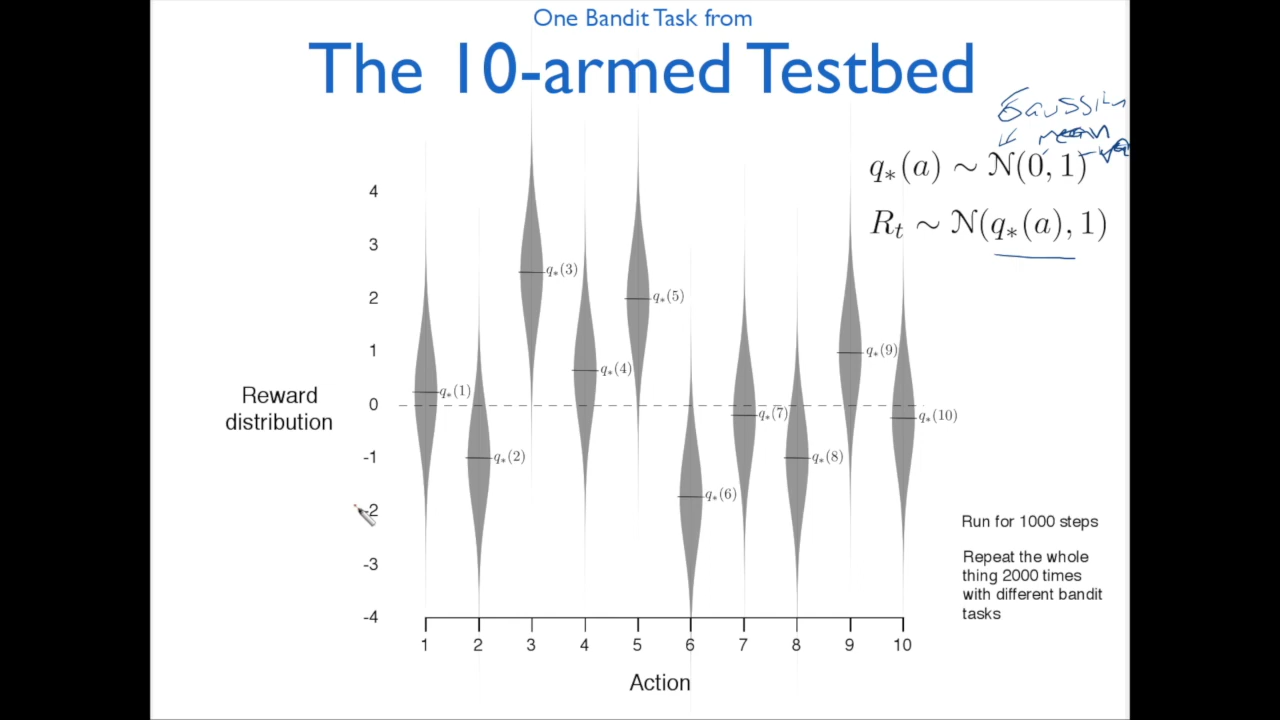 One Bandit Task from
The 10-armed Testbed
Gaussian
mean
q∗(a) ∼ N(0, 1)
Rt ∼ N(q∗(a), 1)
4
3
2
1
0
-1
-2
-3
-4
Reward
distribution
q∗(1)
q∗(2)
q∗(3)
q∗(4)
q∗(5)
q∗(6)
q∗(7)
q∗(8)
q∗(9)
q∗(10)
Run for 1000 steps
Repeat the whole
thing 2000 times
with different bandit
tasks
1 2 3 4 5 6 7 8 9 10
Action